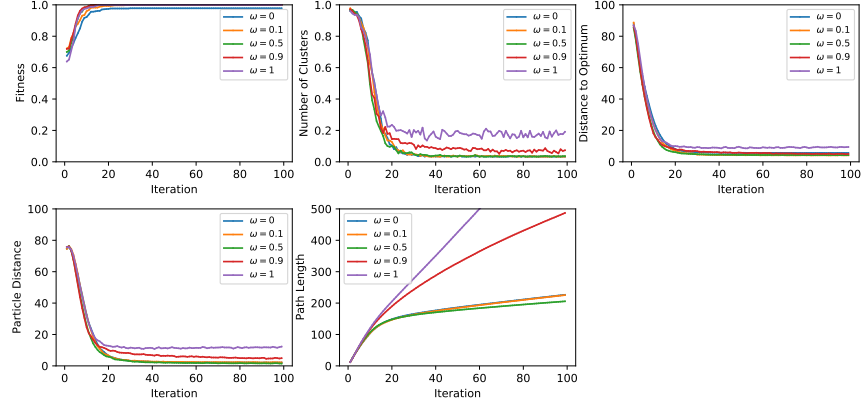 1.0
0.8
0.6
0.4
0.2
0.0
Fitness
0 20 40 60 80 100
Iteration
ω = 0
ω = 0.1
ω = 0.5
ω = 0.9
ω = 1
1.0
0.8
0.6
0.4
0.2
0.0
Number of Clusters
0 20 40 60 80 100
Iteration
ω = 0
ω = 0.1
ω = 0.5
ω = 0.9
ω = 1
100
80
60
40
20
0
Distance to Optimum
0 20 40 60 80 100
Iteration
ω = 0
ω = 0.1
ω = 0.5
ω = 0.9
ω = 1
100
80
60
40
20
0
Particle Distance
0 20 40 60 80 100
Iteration
ω = 0
ω = 0.1
ω = 0.5
ω = 0.9
ω = 1
500
400
300
200
100
0
Path Length
0 20 40 60 80 100
Iteration
ω = 0
ω = 0.1
ω = 0.5
ω = 0.9
ω = 1